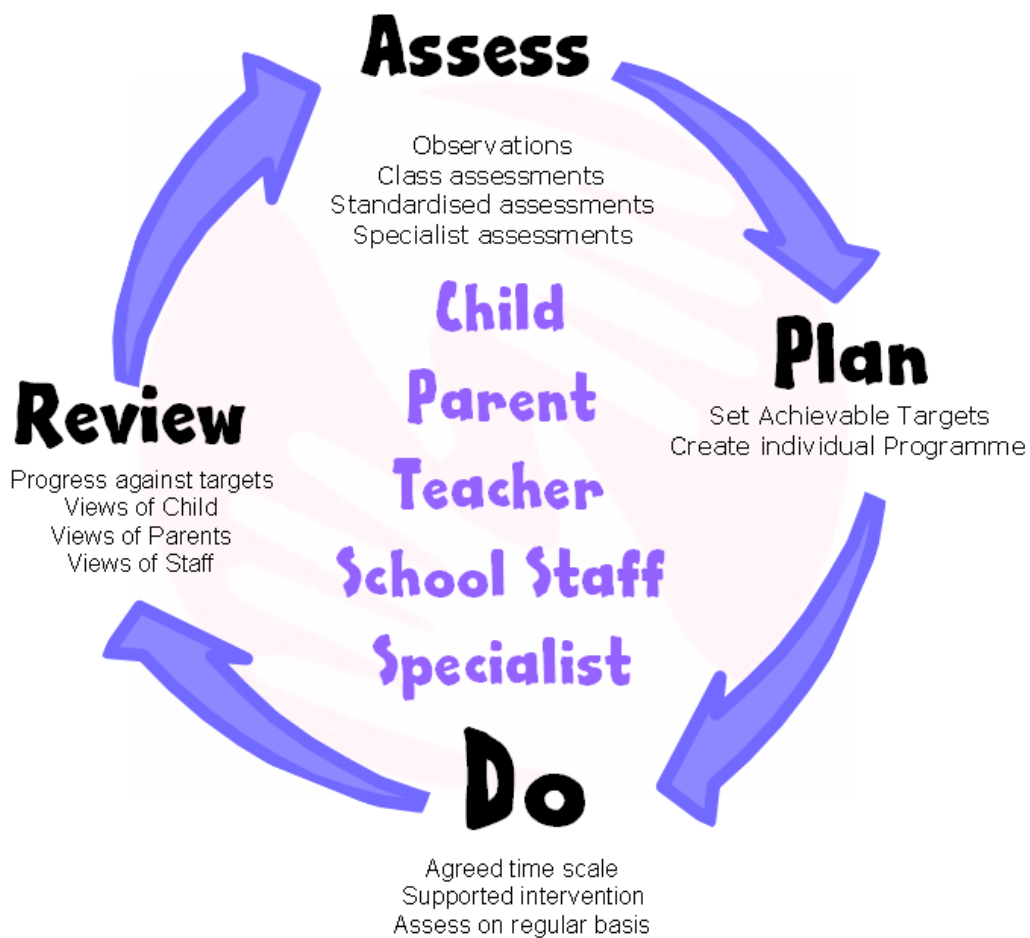 Assess
Observations
Class assessments
Standardised assessments
Specialist assessments
Child
Parent
Teacher
School Staff
Specialist
Plan
Set Achievable Targets
Create individual Programme
Do
Agreed time scale
Supported intervention
Assess on regular basis
Review
Progress against targets
Views of Child
Views of Parents
Views of Staff